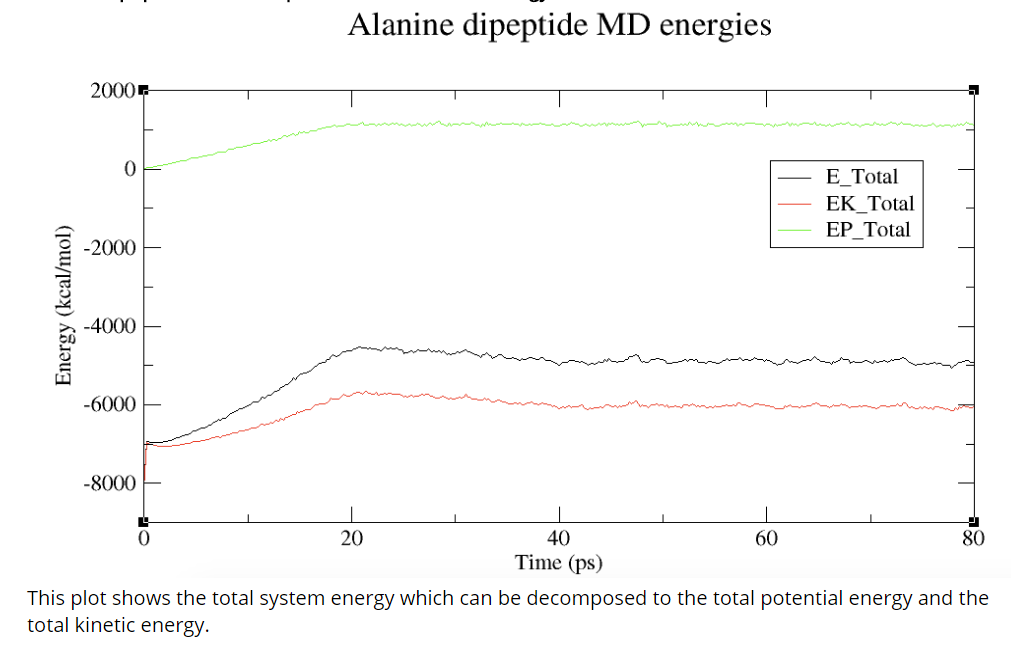 Alanine dipeptide MD energies
2000
0
-2000
-4000
-6000
-8000
Energy (kcal/mol)
E_Total
EK_Total
EP_Total
0 20 40 60 80
Time (ps)
This plot shows the total system energy which can be decomposed to the total potential energy and the
total kinetic energy.